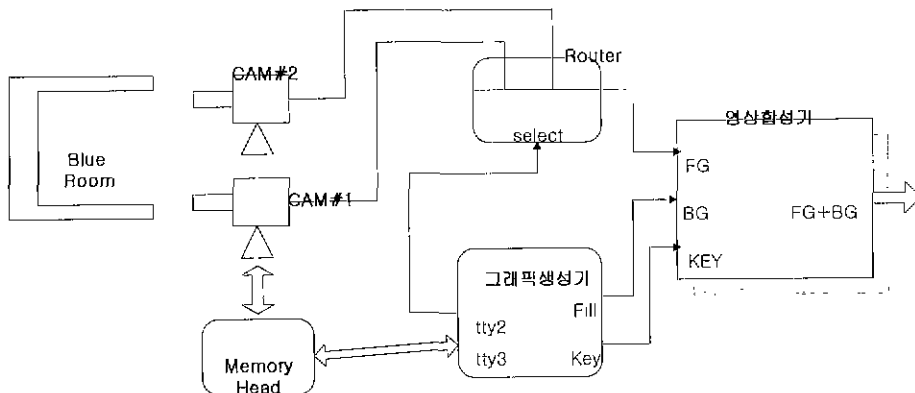 Router
CAM#2
영상합성기
select
Blue
Room
FG
CAM#1
BG
FG+BG
KEY
그래픽생성기
Fill
tty2
tty3
Key
Memory
Head